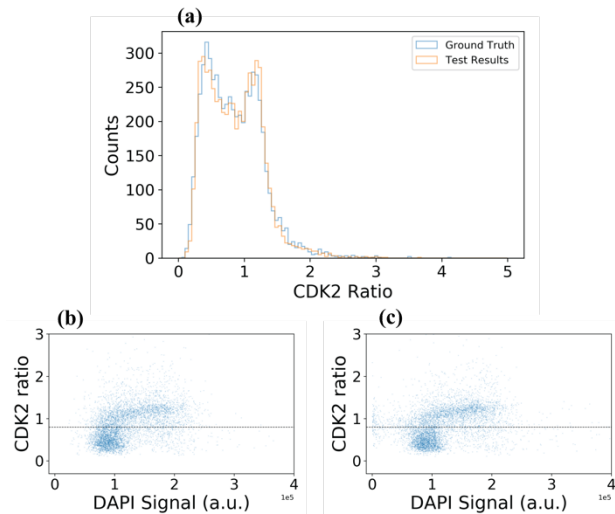 (a)
Ground Truth
Test Results
300
250
200
150
100
50
0
Counts
0 1 2 3 4 5
CDK2 Ratio
(b)
3
2
1
0
CDK2 ratio
0 1 2 3 4
1e5
DAPI Signal (a.u.)
(c)
3
2
1
0
CDK2 ratio
0 1 2 3 4
1e5
DAPI Signal (a.u.)